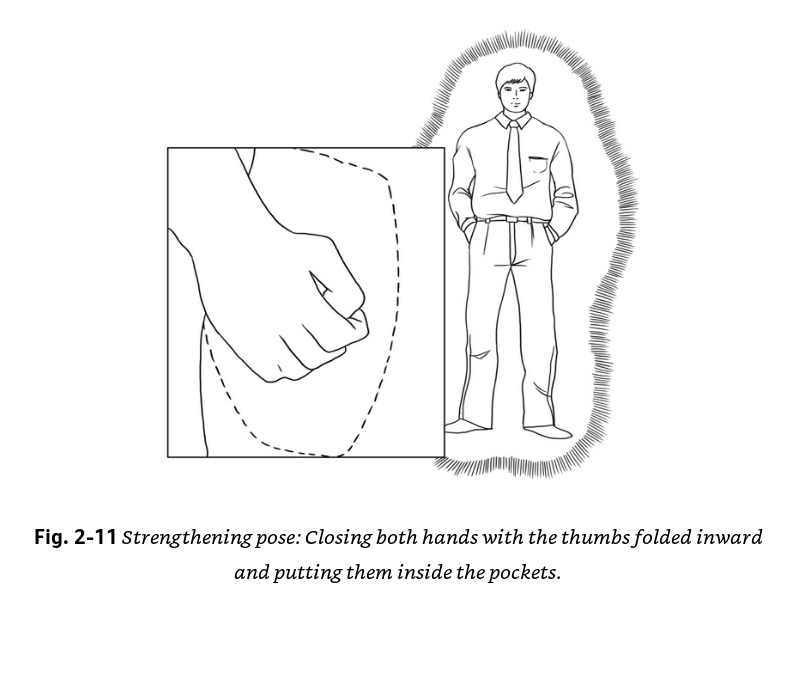 Fig. 2-11 Strengthening pose: Closing both hands with the thumbs folded inward
and putting them inside the pockets.